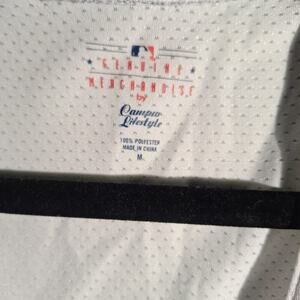 GENUINE
MERCHANDISE
by
Campus
Lifestyle
100% POLYESTER
MADE IN CHINA
M